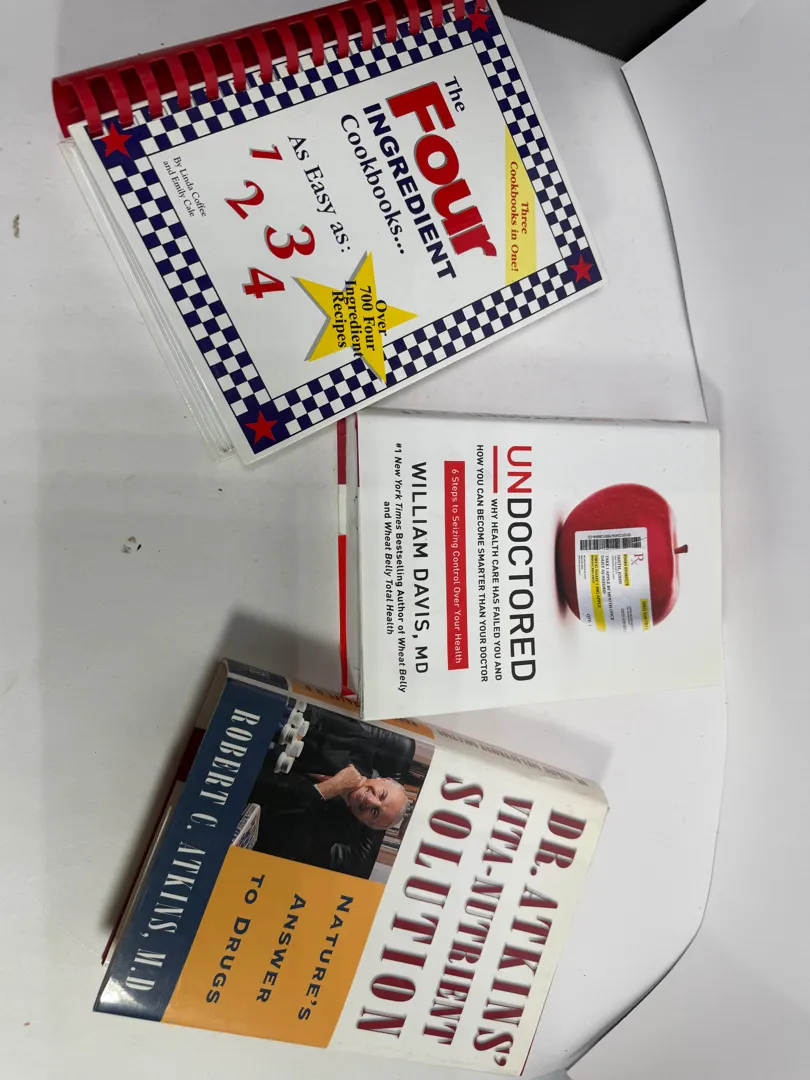 Three
Cookbooks in One!
The
Four
INGREDIENT
Cookbooks...
As Easy as:
1
2
3
4
Over
700 Four
Ingredient
Recipes
By Linda Coffee
and Emily Cale
Rx
UNDOCTORED
WHY HEALTH CARE HAS FAILED YOU AND
HOW YOU CAN BECOME SMARTER THAN YOUR DOCTOR
6 Steps to Seizing Control Over Your Health
WILLIAM DAVIS, MD
#1 New York Times Bestselling Author of Wheat Belly
and Wheat Belly Total Health
DR. ATKINS'
VITA-NUTRIENT
SOLUTION
NATURE'S
ANSWER
TO DRUGS
ROBERT C. ATKINS, M.D